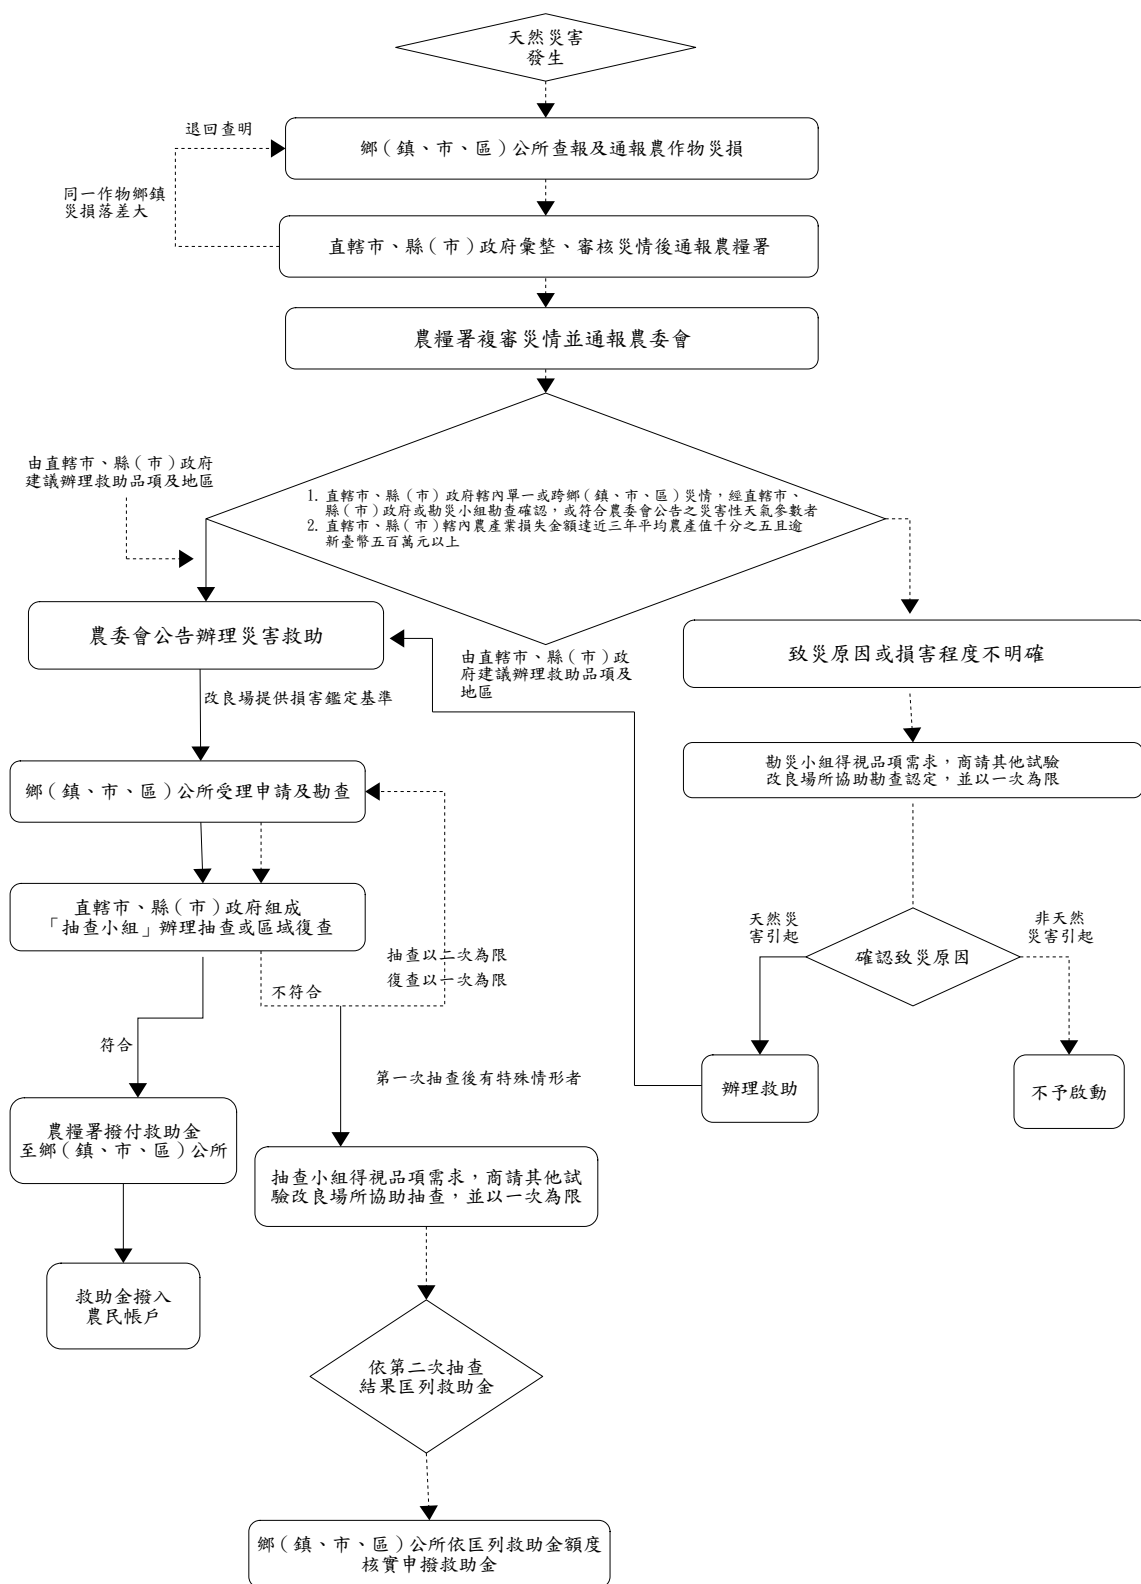 天然災害
發生
退回查明
鄉（鎮、市、區）公所查報及通報農作物災損
同一作物鄉鎮
災損落差大
直轄市、縣（市）政府彙整、審核災情後通報農糧署
農糧署複審災情並通報農委會
由直轄市、縣（市）政府
建議辦理救助品項及地區
1. 直轄市、縣（市）政府轄內單一或跨鄉（鎮、市、區）災情，經直轄市、
縣（市）政府或勘災小組勘查確認，或符合農委會公告之災害性天氣參數者
2. 直轄市、縣（市）轄內農產業損失金額達近三年平均農產值千分之五且逾
新臺幣五百萬元以上
農委會公告辦理災害救助
由直轄市、縣（市）政
府建議辦理救助品項及
地區
致災原因或損害程度不明確
改良場提供損害鑑定基準
勘災小組得視品項需求，商請其他試驗
改良場所協助勘查認定，並以一次為限
鄉（鎮、市、區）公所受理申請及勘查
直轄市、縣（市）政府組成
「抽查小組」辦理抽查或區域復查
抽查以二次為限
復查以一次為限
天然災
害引起
非天然
災害引起
確認致災原因
不符合
符合
第一次抽查後有特殊情形者
辦理救助
不予啟動
農糧署撥付救助金
至鄉（鎮、市、區）公所
抽查小組得視品項需求，商請其他試
驗改良場所協助抽查，並以一次為限
救助金撥入
農民帳戶
依第二次抽查
結果匡列救助金
鄉（鎮、市、區）公所依匡列救助金額度
核實申撥救助金